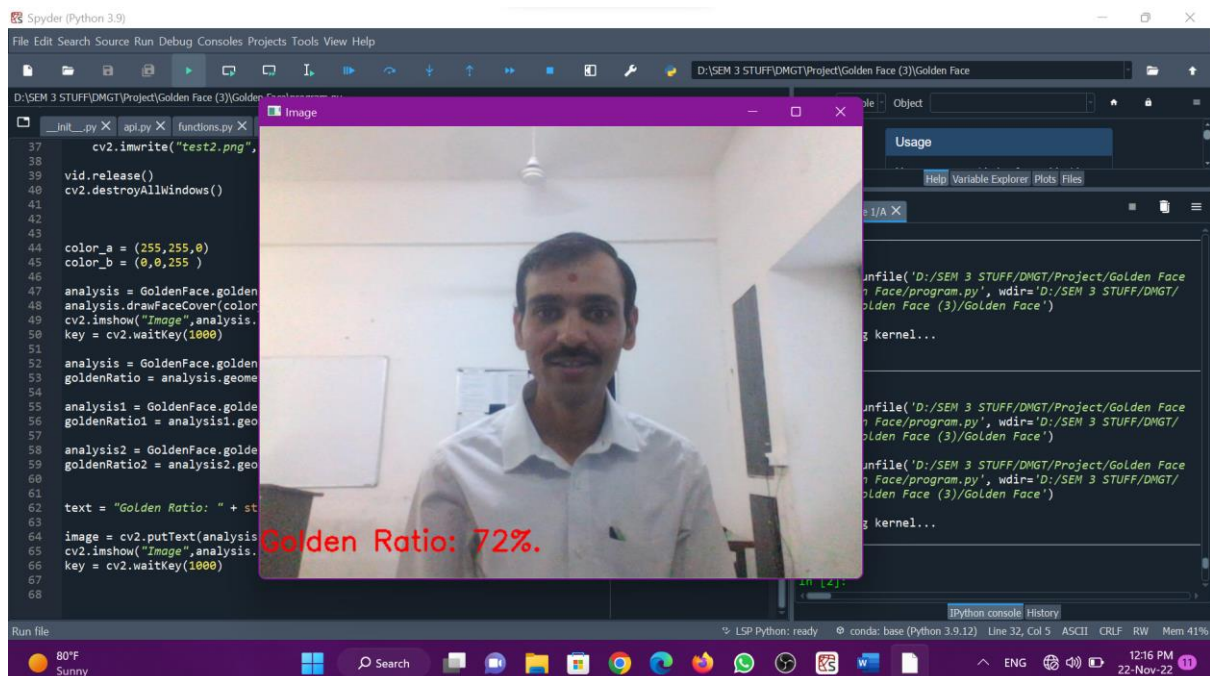 Spyder (Python 3.9)
File Edit Search Source Run Debug Consoles Projects Tools View Help
D:\SEM 3 STUFF\DMGT\Project\Golden Face (3)\Golden Face
D:\SEM 3 STUFF\DMGT\Project\Golden Face (3)\Golden
__init__.py X api.py X functions.py X
Object
Usage
Help Variable Explorer Plots Files
1/A X
Image
37 cv2.imwrite("test2.png",
38
39 vid.release()
40 cv2.destroyAllWindows()
41
42
43
44 color_a = (255,255,0)
45 color_b = (0,0,255 )
46
47 analysis = GoldenFace.golden
48 analysis.drawFaceCover(color
49 cv2.imshow("Image",analysis.
50 key = cv2.waitKey(1000)
51
52 analysis = GoldenFace.golden
53 goldenRatio = analysis.geome
54
55 analysis1 = GoldenFace.golde
56 goldenRatio1 = analysis1.geo
57
58 analysis2 = GoldenFace.golde
59 goldenRatio2 = analysis2.geo
60
61
62 text = "Golden Ratio: " + st
63
64 image = cv2.putText(analysis
65 cv2.imshow("Image",analysis.
66 key = cv2.waitKey(1000)
67
68
Golden Ratio: 72%.
unfile('D:/SEM 3 STUFF/DMGT/Project/Golden Face
Face/program.py', wdir='D:/SEM 3 STUFF/DMGT/
olden Face (3)/Golden Face')
g kernel...
unfile('D:/SEM 3 STUFF/DMGT/Project/Golden Face
Face/program.py', wdir='D:/SEM 3 STUFF/DMGT/
olden Face (3)/Golden Face')
unfile('D:/SEM 3 STUFF/DMGT/Project/Golden Face
Face/program.py', wdir='D:/SEM 3 STUFF/DMGT/
olden Face (3)/Golden Face')
g kernel...
In [2]:
IPython console History
Run file
LSP Python: ready conda: base (Python 3.9.12) Line 32, Col 5 ASCII CRLF RW Mem 41%
80°F
Sunny
Search
ENG
12:16 PM
22-Nov-22
11